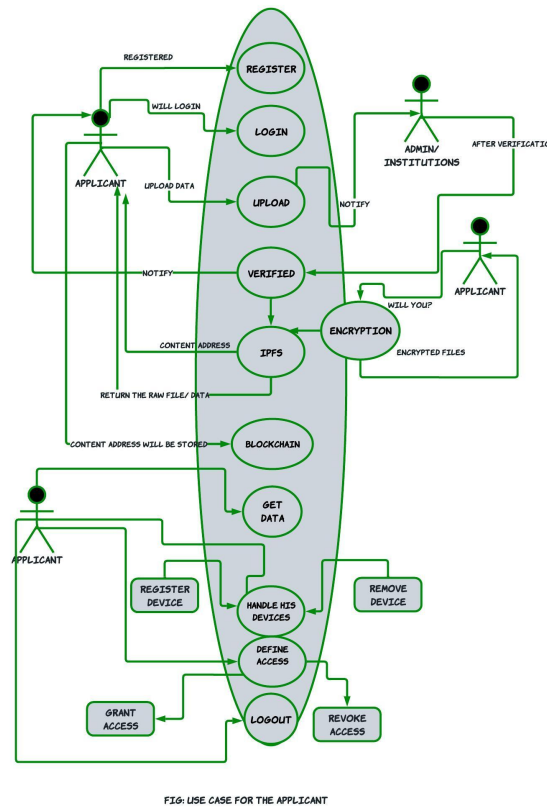 REGISTERED
REGISTER
WILL LOGIN
LOGIN
ADMIN/
INSTITUTIONS
AFTER VERIFICATIO
APPLICANT
UPLOAD DATA
UPLOAD
NOTIFY
NOTIFY
VERIFIED
APPLICANT
WILL YOU?
ENCRYPTION
CONTENT ADDRESS
IPFS
ENCRYPTED FILES
RETURN THE RAW FILE/ DATA
CONTENT ADDRESS WILL BE STORED
BLOCKCHAIN
GET
DATA
APPLICANT
REGISTER
DEVICE
HANDLE HIS
DEVICES
REMOVE
DEVICE
DEFINE
ACCESS
GRANT
ACCESS
LOGOUT
REVOKE
ACCESS
FIG: USE CASE FOR THE APPLICANT